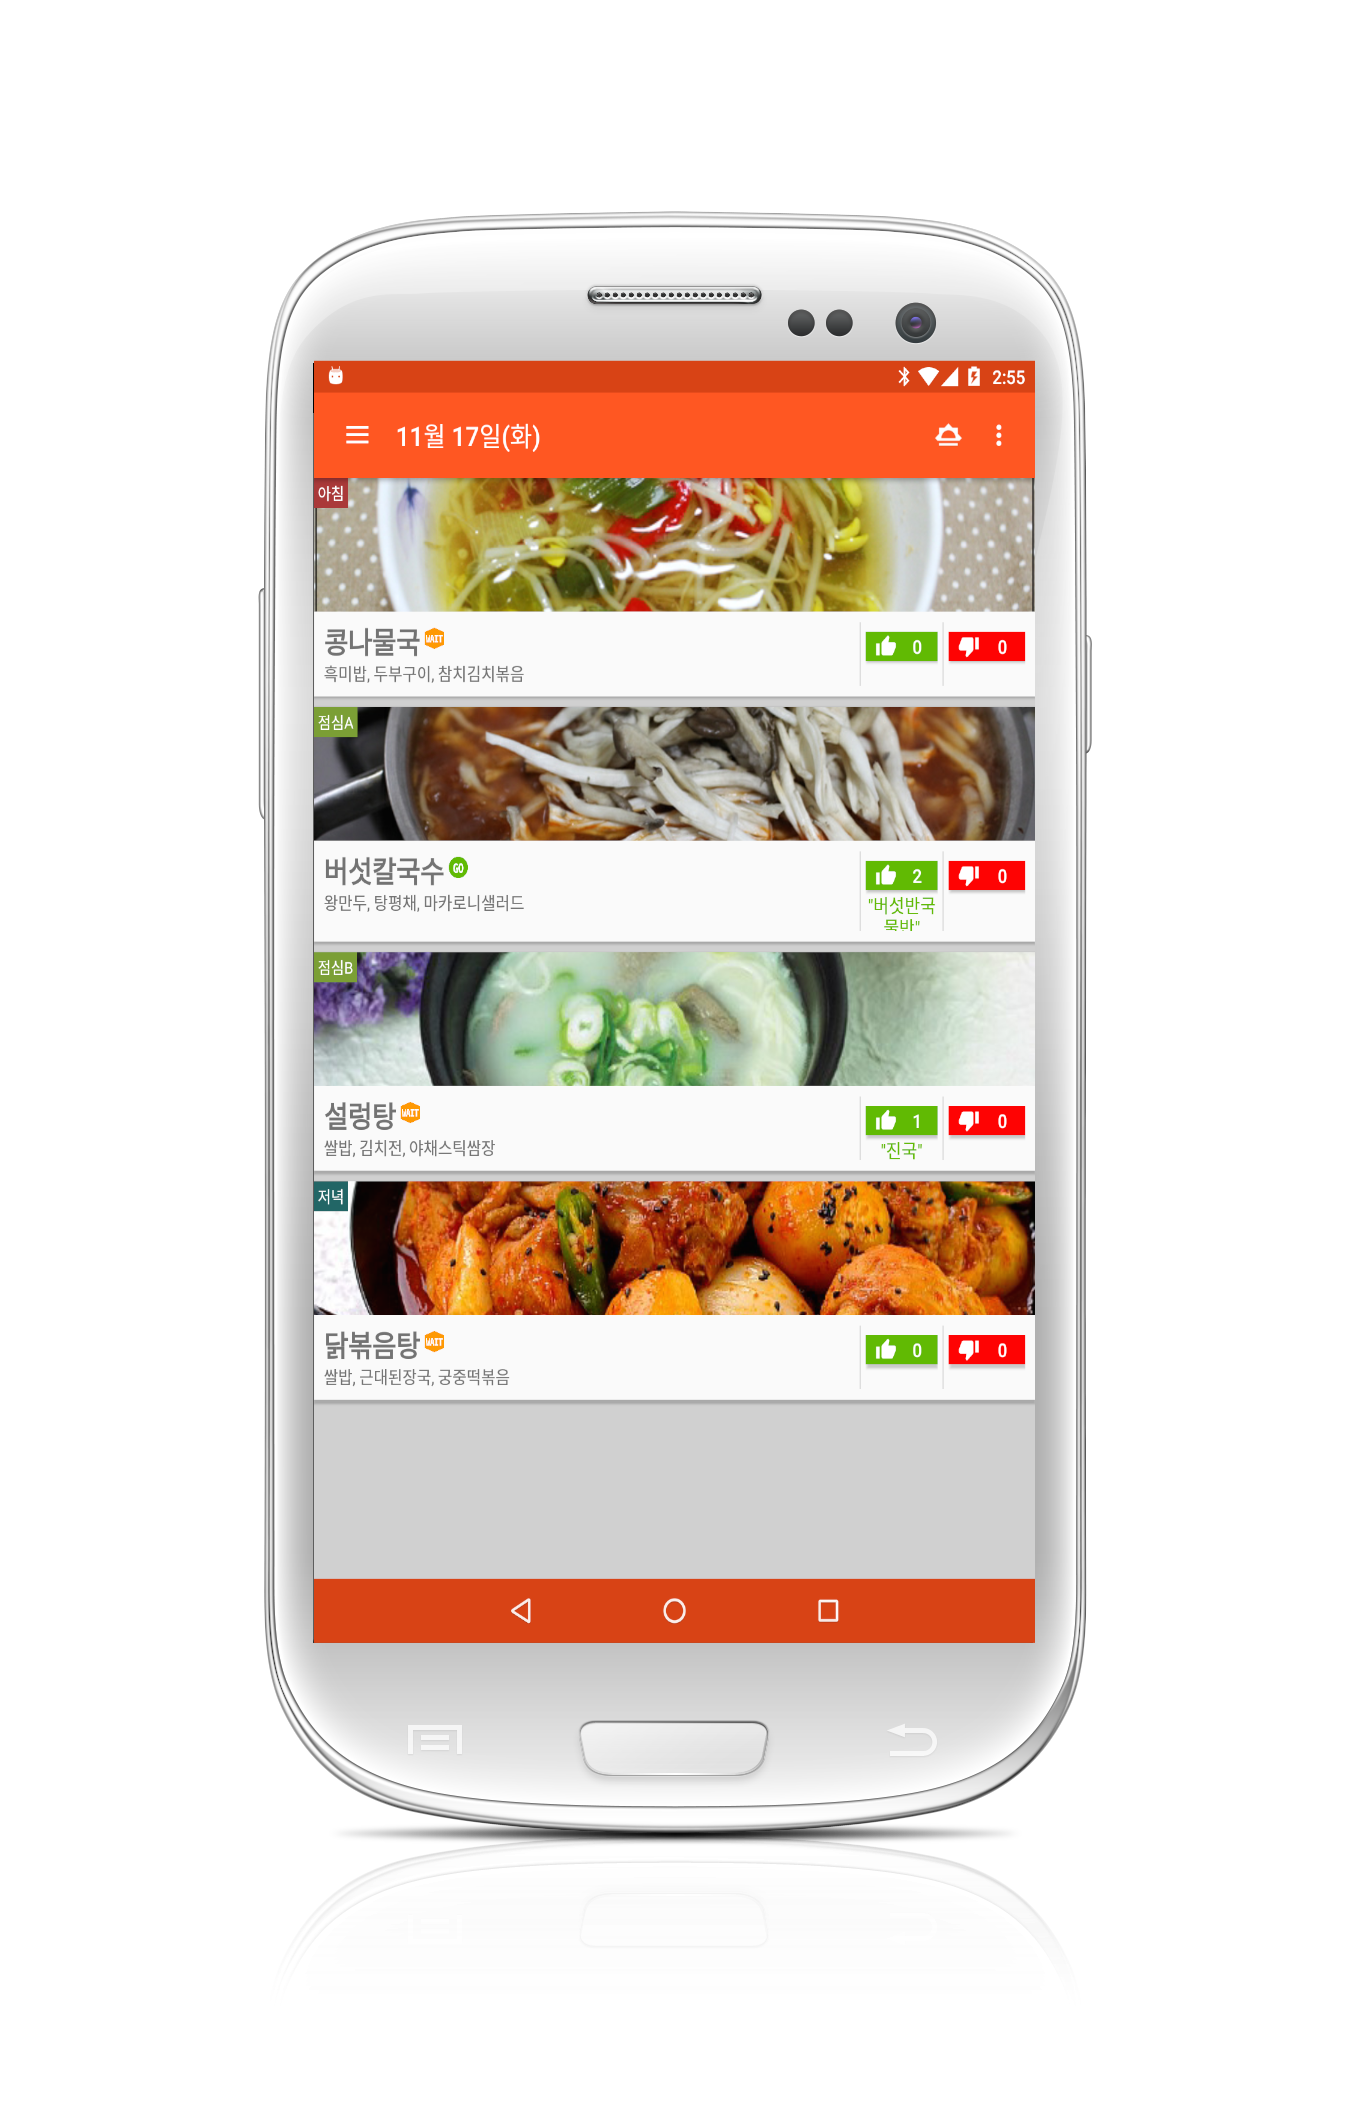 2:55
11월 17일(화)
아침
콩나물국 WAIT
흑미밥, 두부구이, 참치김치볶음
0 0
점심A
버섯칼국수 GO
왕만두, 탕평채, 마카로니샐러드
2 0
"버섯반국
물반"
점심B
설렁탕 WAIT
쌀밥, 김치전, 야채스틱쌈장
1 0
"진국"
저녁
닭볶음탕 WAIT
쌀밥, 근대된장국, 궁중떡볶음
0 0